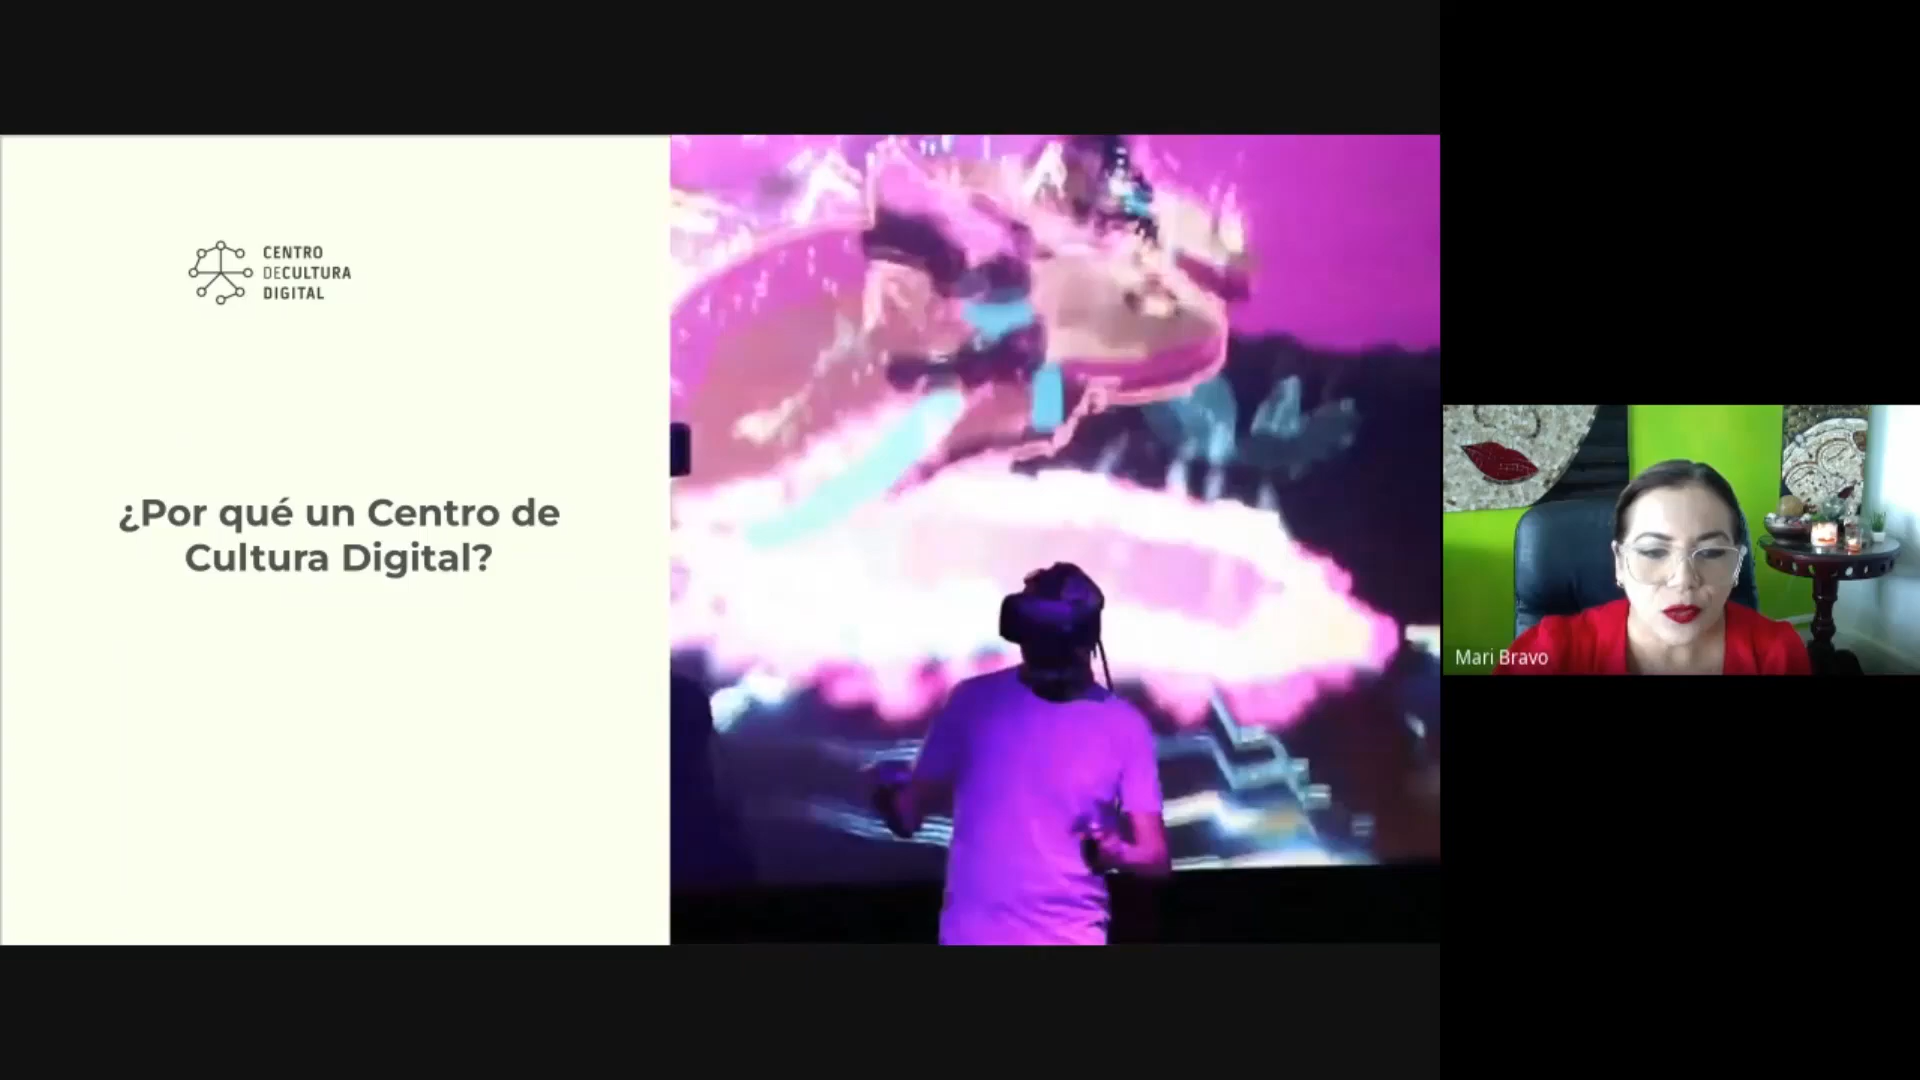 CENTRO
DECULTURA
DIGITAL
¿Por qué un Centro de
Cultura Digital?
Mari Bravo